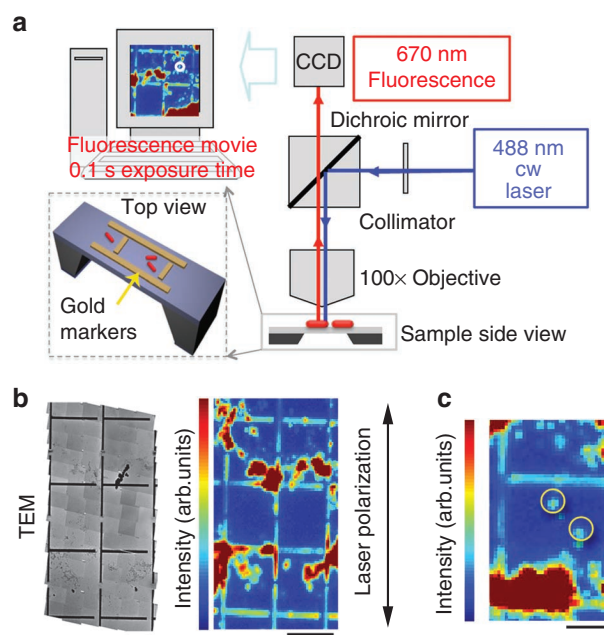 a
CCD
670 nm
Fluorescence
Dichroic mirror
488 nm
cw
laser
Collimator
100× Objective
Sample side view
Fluorescence movie
0.1 s exposure time
Top view
Gold
markers
b
TEM
Intensity (arb.units)
Laser polarization
c
Intensity (arb.units)